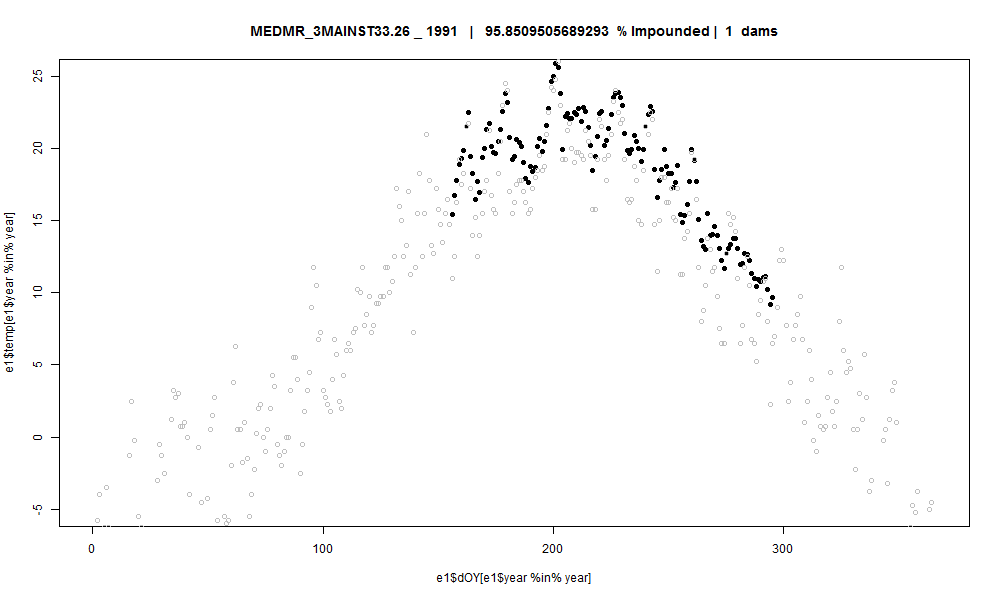 MEDMR_3MAINST33.26 _ 1991 | 95.8509505689293 % Impounded | 1 dams
e1$temp[e1$year %in% year]
25
20
15
10
5
0
-5
0 100 200 300
e1$dOY[e1$year %in% year]